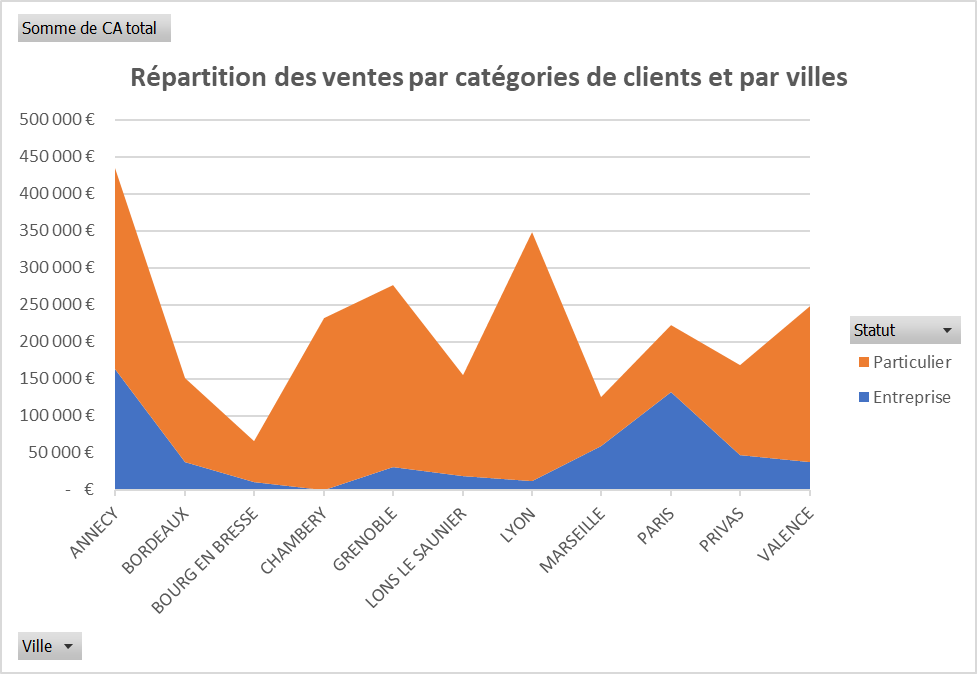 Somme de CA total
Répartition des ventes par catégories de clients et par villes
500 000 €
450 000 €
400 000 €
350 000 €
300 000 €
250 000 €
200 000 €
150 000 €
100 000 €
50 000 €
- €
ANNECY
BORDEAUX
BOURG EN BRESSE
CHAMBERY
GRENOBLE
LONS LE SAUNIER
LYON
MARSEILLE
PARIS
PRIVAS
VALENCE
Statut
Particulier
Entreprise
Ville